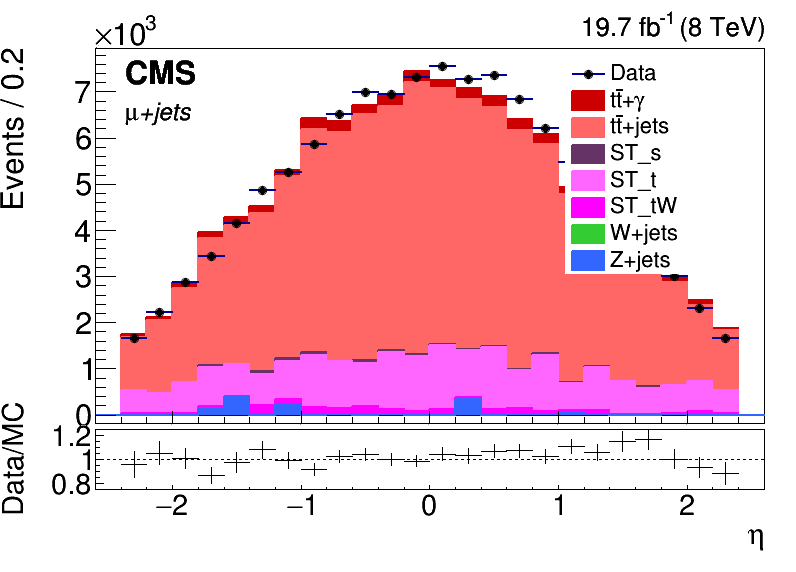 ×10³
19.7 fb⁻¹ (8 TeV)
CMS
μ+jets
Events / 0.2
7
6
5
4
3
2
1
0
Data
tt̄+γ
tt̄+jets
ST_s
ST_t
ST_tW
W+jets
Z+jets
Data/MC
1.2
1
0.8
−2
−1
0
1
2
η